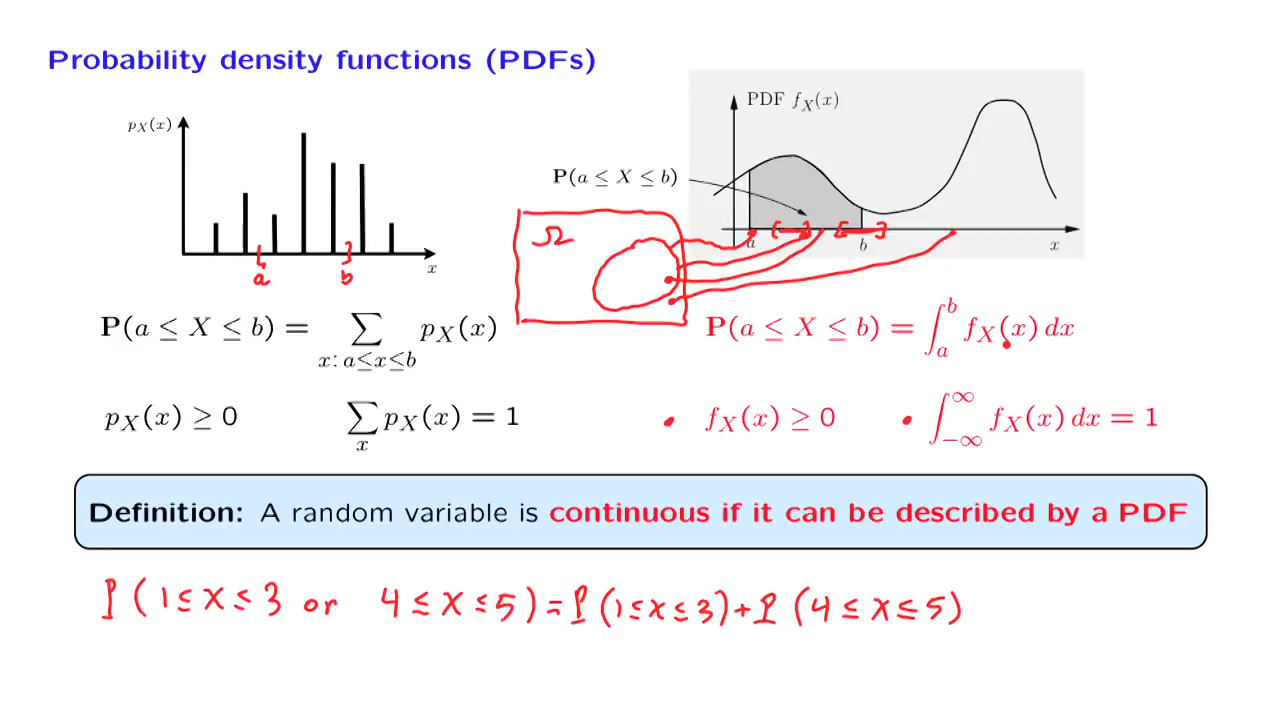 Probability density functions (PDFs)
p_X(x)
x
a b
PDF f_X(x)
P(a ≤ X ≤ b)
a b x
Ω
P(a ≤ X ≤ b) = ∑_{x: a≤x≤b} p_X(x)
P(a ≤ X ≤ b) = ∫_a^b f_X(x) dx
p_X(x) ≥ 0 ∑_x p_X(x) = 1
• f_X(x) ≥ 0 • ∫_{-∞}^{∞} f_X(x) dx = 1
Definition: A random variable is continuous if it can be described by a PDF
P(1 ≤ X ≤ 3 or 4 ≤ X ≤ 5) = P(1 ≤ X ≤ 3) + P(4 ≤ X ≤ 5)